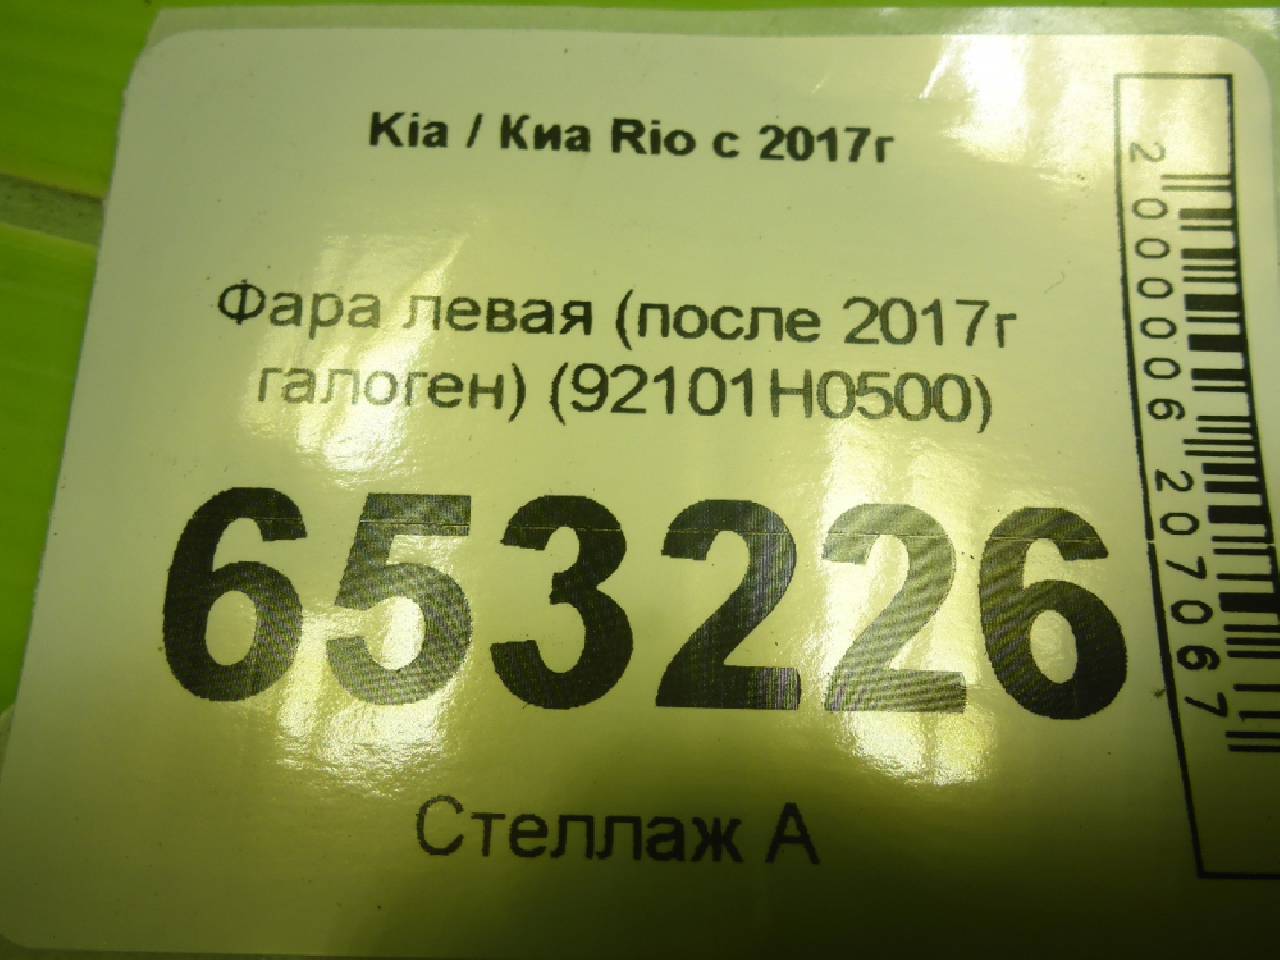 Kia / Киа Rio с 2017г
Фара левая (после 2017г
галоген) (92101H0500)
653226
Стеллаж А
2000006207067